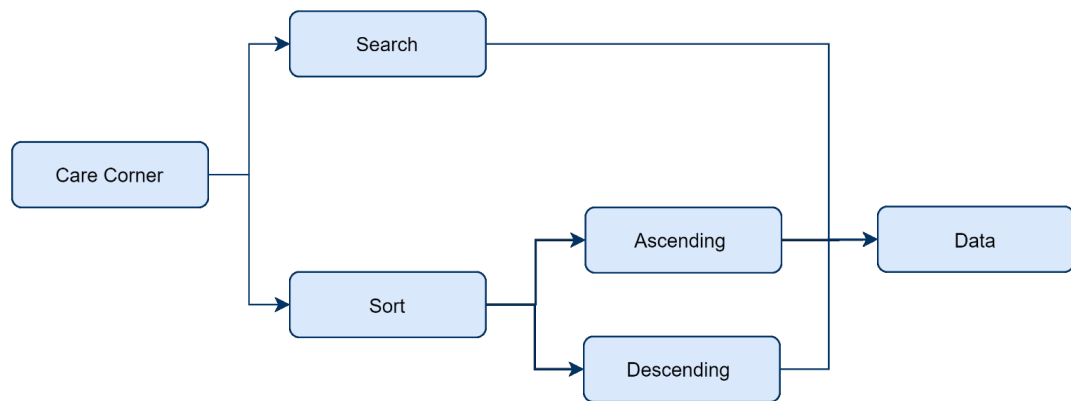 Search
Care Corner
Ascending
Data
Sort
Descending